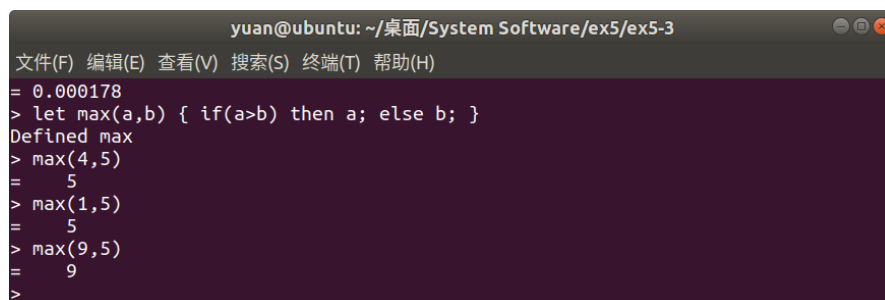 yuan@ubuntu: ~/桌面/System Software/ex5/ex5-3
文件(F) 编辑(E) 查看(V) 搜索(S) 终端(T) 帮助(H)
= 0.000178
> let max(a,b) { if(a>b) then a; else b; }
Defined max
> max(4,5)
=    5
> max(1,5)
=    5
> max(9,5)
=    9
>